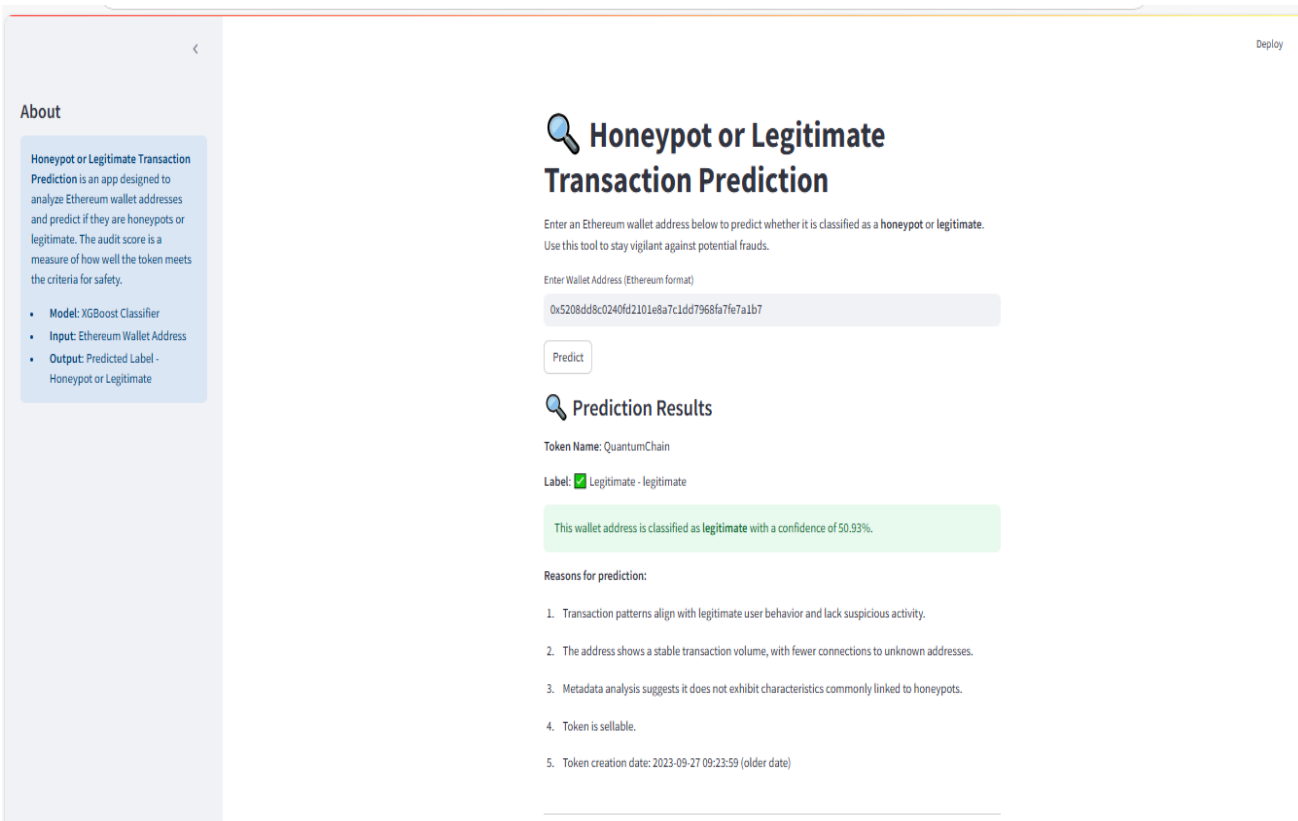 Deploy
About
Honeypot or Legitimate Transaction
Prediction is an app designed to
analyze Ethereum wallet addresses
and predict if they are honeypots or
legitimate. The audit score is a
measure of how well the token meets
the criteria for safety.
• Model: XGBoost Classifier
• Input: Ethereum Wallet Address
• Output: Predicted Label -
Honeypot or Legitimate
Honeypot or Legitimate
Transaction Prediction
Enter an Ethereum wallet address below to predict whether it is classified as a honeypot or legitimate.
Use this tool to stay vigilant against potential frauds.
Enter Wallet Address (Ethereum format)
0x5208dd8c0240fd2101e8a7c1dd7968fa7fe7a1b7
Predict
Prediction Results
Token Name: QuantumChain
Label: ✅ Legitimate - legitimate
This wallet address is classified as legitimate with a confidence of 50.93%.
Reasons for prediction:
1. Transaction patterns align with legitimate user behavior and lack suspicious activity.
2. The address shows a stable transaction volume, with fewer connections to unknown addresses.
3. Metadata analysis suggests it does not exhibit characteristics commonly linked to honeypots.
4. Token is sellable.
5. Token creation date: 2023-09-27 09:23:59 (older date)